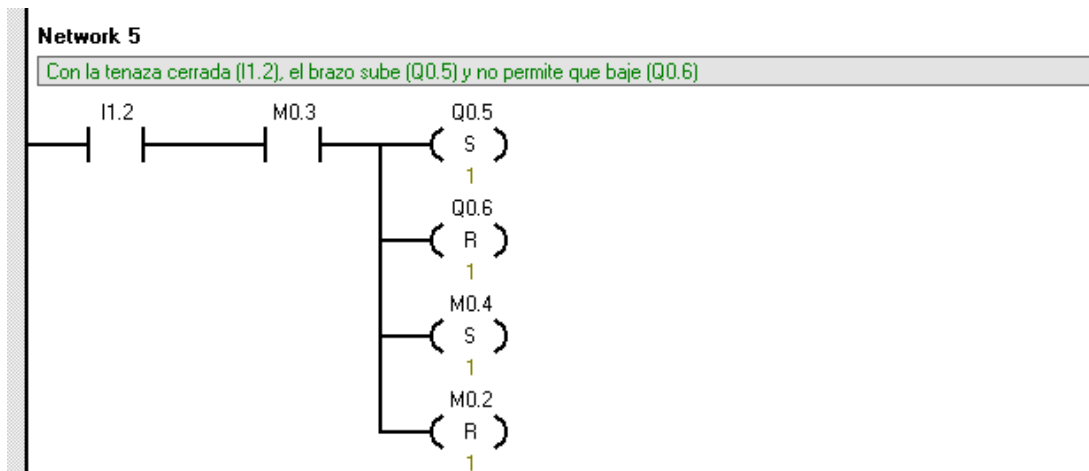 Network 5
Con la tenaza cerrada (I1.2), el brazo sube (Q0.5) y no permite que baje (Q0.6)
I1.2 M0.3 Q0.5
S
1
Q0.6
R
1
M0.4
S
1
M0.2
R
1